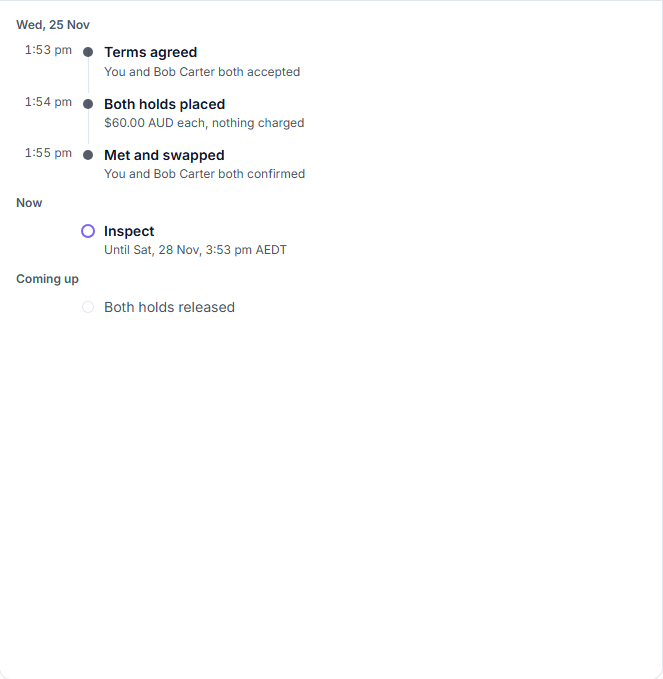 Wed, 25 Nov
1:53 pm
Terms agreed
You and Bob Carter both accepted
1:54 pm
Both holds placed
$60.00 AUD each, nothing charged
1:55 pm
Met and swapped
You and Bob Carter both confirmed
Now
Inspect
Until Sat, 28 Nov, 3:53 pm AEDT
Coming up
Both holds released